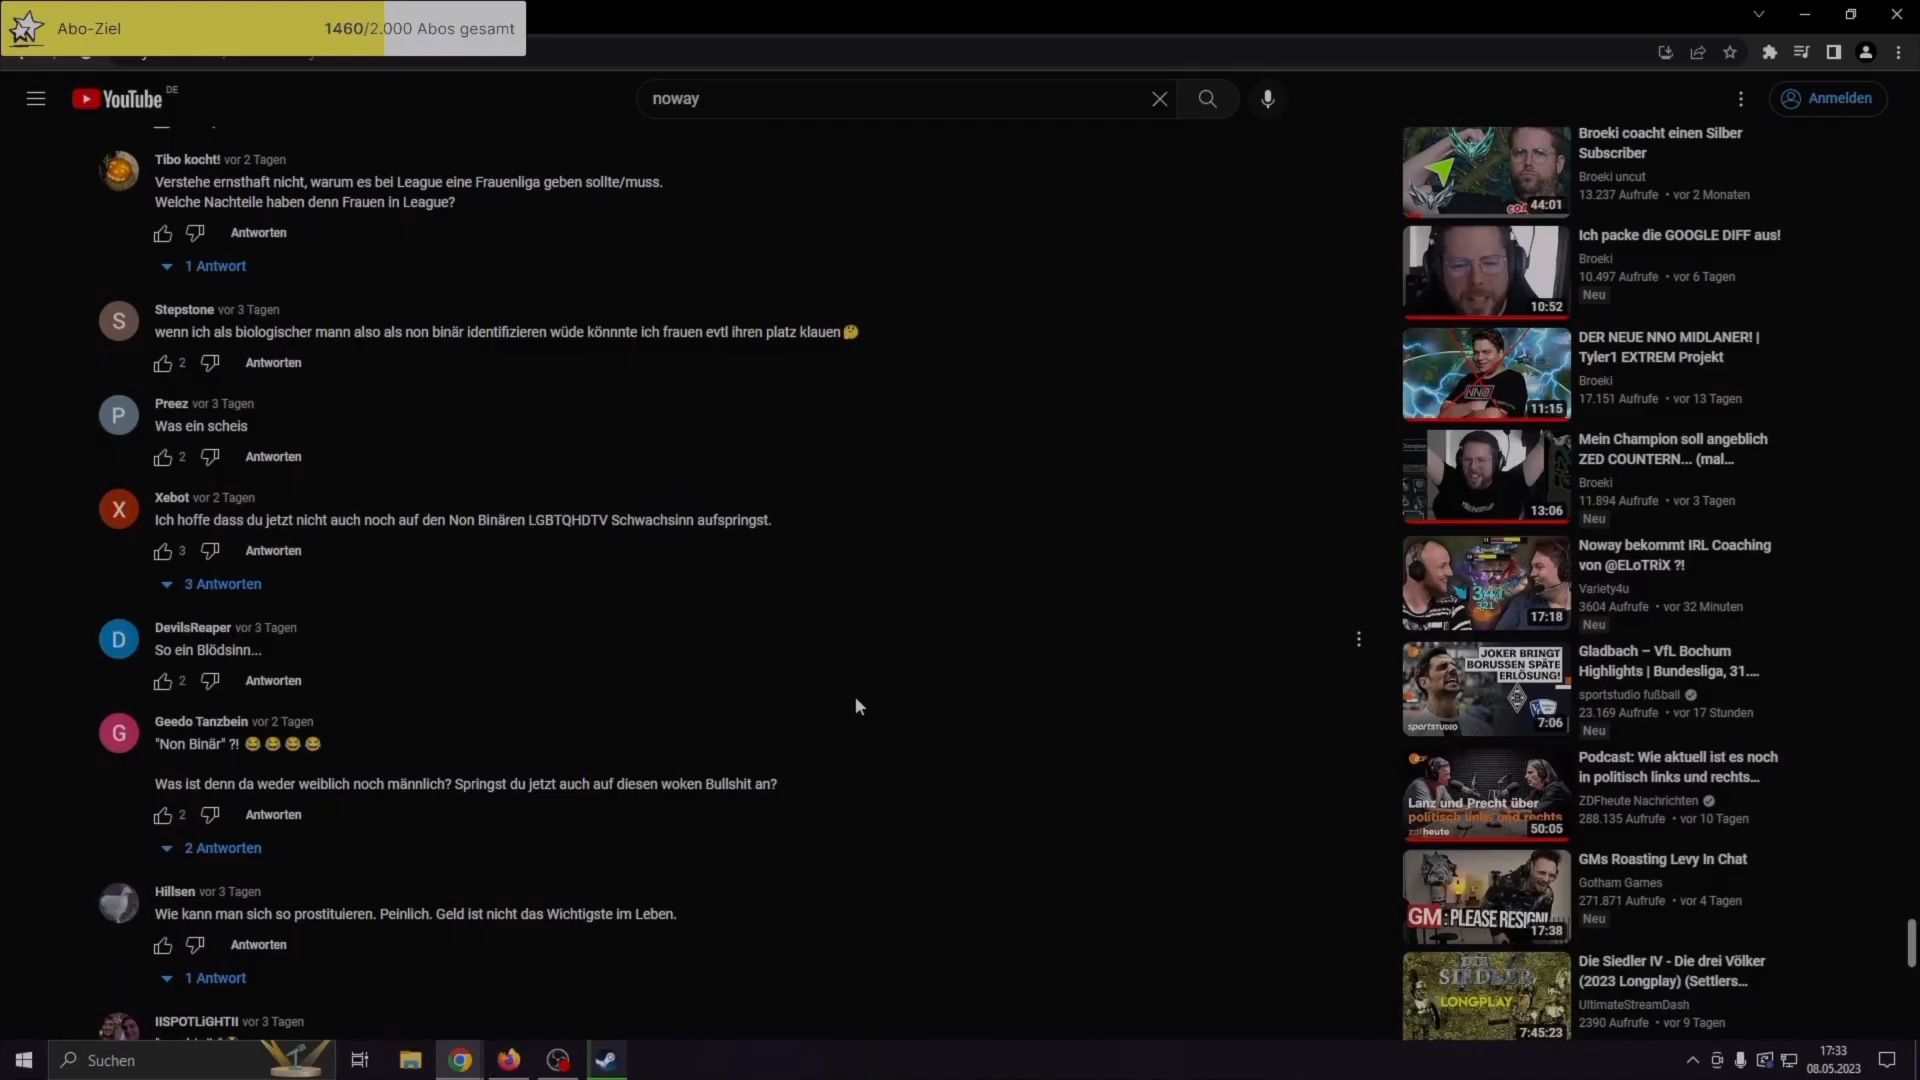 Abo-Ziel
1460/2.000 Abos gesamt
YouTube DE
noway
Anmelden
Tibo kocht! vor 2 Tagen
Verstehe ernsthaft nicht, warum es bei League eine Frauenliga geben sollte/muss.
Welche Nachteile haben denn Frauen in League?
Antworten
1 Antwort
S
Stepstone vor 3 Tagen
wenn ich als biologischer mann also als non binär identifizieren wüde könnnte ich frauen evtl ihren platz klauen🤔
2 Antworten
P
Preez vor 3 Tagen
Was ein scheis
2 Antworten
X
Xebot vor 2 Tagen
Ich hoffe dass du jetzt nicht auch noch auf den Non Binären LGBTQHDTV Schwachsinn aufspringst.
3 Antworten
3 Antworten
D
DevilsReaper vor 3 Tagen
So ein Blödsinn...
2 Antworten
G
Geedo Tanzbein vor 2 Tagen
"Non Binär" ?! 😂 😂 😂 😂
Was ist denn da weder weiblich noch männlich? Springst du jetzt auch auf diesen woken Bullshit an?
2 Antworten
2 Antworten
Hillsen vor 3 Tagen
Wie kann man sich so prostituieren. Peinlich. Geld ist nicht das Wichtigste im Leben.
Antworten
1 Antwort
IISPOTLiGHTII vor 3 Tagen
44:01
Broeki coacht einen Silber
Subscriber
Broeki uncut
13.237 Aufrufe • vor 2 Monaten
10:52
Ich packe die GOOGLE DIFF aus!
Broeki
10.497 Aufrufe • vor 6 Tagen
Neu
NNO
11:15
DER NEUE NNO MIDLANER! |
Tyler1 EXTREM Projekt
Broeki
17.151 Aufrufe • vor 13 Tagen
13:06
Mein Champion soll angeblich
ZED COUNTERN... (mal...
Broeki
11.894 Aufrufe • vor 3 Tagen
Neu
341
321
17:18
Noway bekommt IRL Coaching
von @ELoTRiX ?!
Variety4u
3604 Aufrufe • vor 32 Minuten
Neu
JOKER BRINGT
BORUSSEN SPÄTE
ERLÖSUNG!
sportstudio
7:06
Gladbach – VfL Bochum
Highlights | Bundesliga, 31....
sportstudio fußball
23.169 Aufrufe • vor 17 Stunden
Neu
Lanz und Precht über
politisch links und rechts
zdfheute
50:05
Podcast: Wie aktuell ist es noch
in politisch links und rechts...
ZDFheute Nachrichten
288.135 Aufrufe • vor 10 Tagen
GM: PLEASE RESIGN!
17:38
GMs Roasting Levy In Chat
Gotham Games
271.871 Aufrufe • vor 4 Tagen
Neu
DIE
SIEDLER
LONGPLAY
7:45:23
Die Siedler IV - Die drei Völker
(2023 Longplay) (Settlers...
UltimateStreamDash
2390 Aufrufe • vor 9 Tagen
Suchen
17:33
08.05.2023